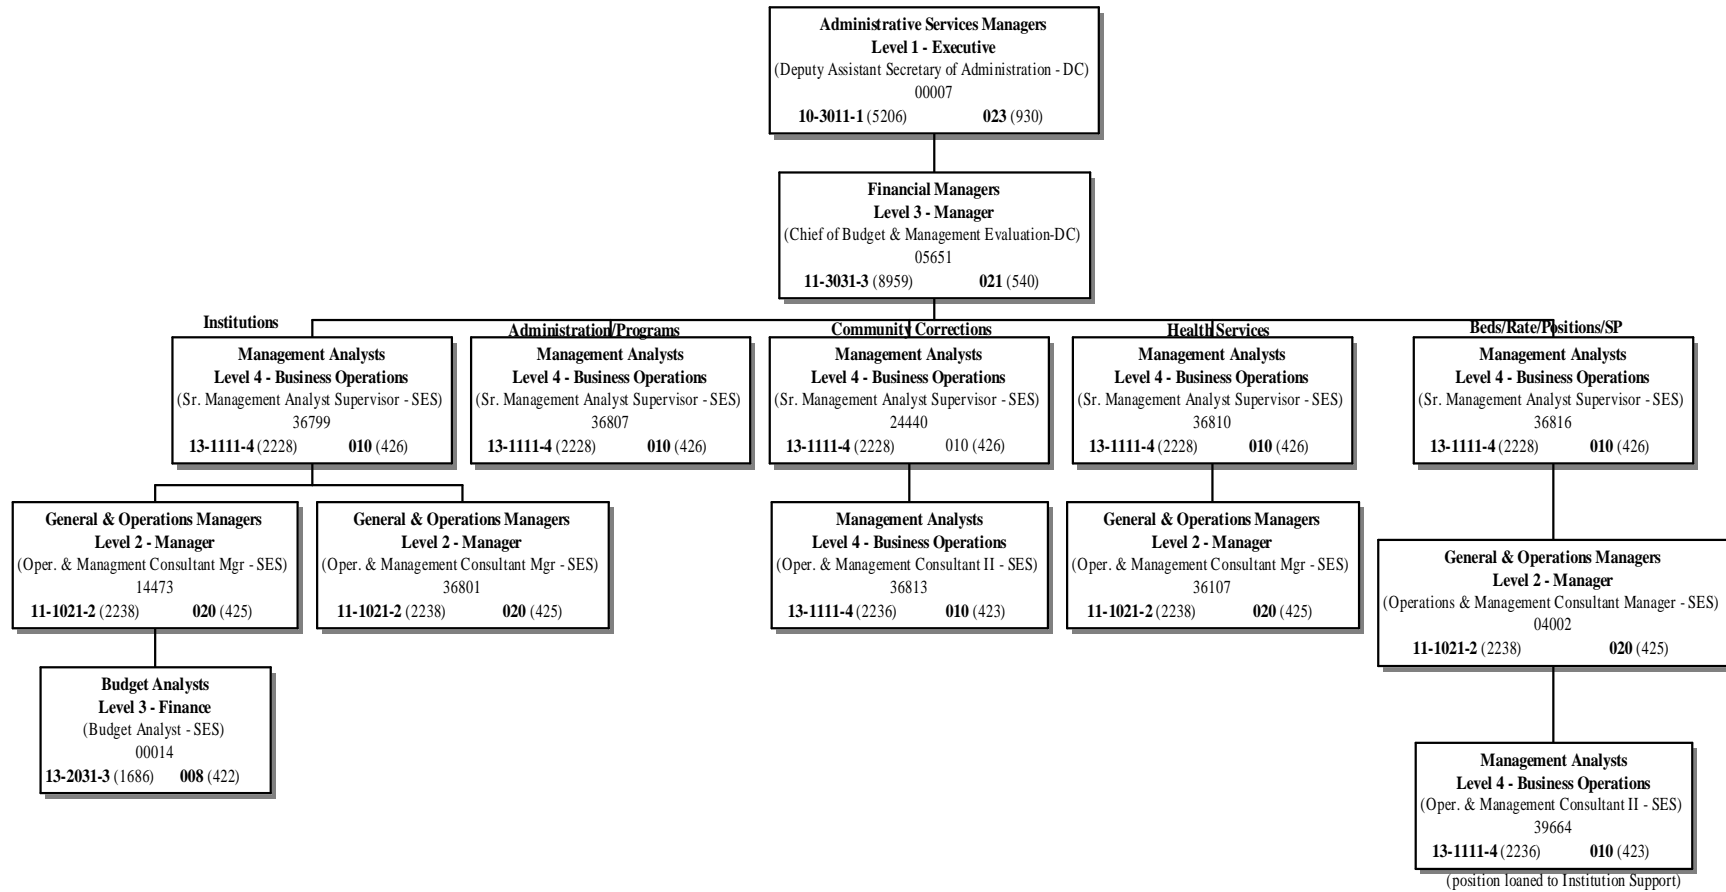 Administrative Services Managers
Level 1 - Executive
(Deputy Assistant Secretary of Administration - DC)
00007
10-3011-1 (5206) 023 (930)
Financial Managers
Level 3 - Manager
(Chief of Budget & Management Evaluation-DC)
05651
11-3031-3 (8959) 021 (540)
Institutions
Management Analysts
Level 4 - Business Operations
(Sr. Management Analyst Supervisor - SES)
36799
13-1111-4 (2228) 010 (426)
Administration/Programs
Management Analysts
Level 4 - Business Operations
(Sr. Management Analyst Supervisor - SES)
36807
13-1111-4 (2228) 010 (426)
Community Corrections
Management Analysts
Level 4 - Business Operations
(Sr. Management Analyst Supervisor - SES)
24440
13-1111-4 (2228) 010 (426)
Health Services
Management Analysts
Level 4 - Business Operations
(Sr. Management Analyst Supervisor - SES)
36810
13-1111-4 (2228) 010 (426)
Beds/Rate/Positions/SP
Management Analysts
Level 4 - Business Operations
(Sr. Management Analyst Supervisor - SES)
36816
13-1111-4 (2228) 010 (426)
General & Operations Managers
Level 2 - Manager
(Oper. & Managment Consultant Mgr - SES)
14473
11-1021-2 (2238) 020 (425)
General & Operations Managers
Level 2 - Manager
(Oper. & Management Consultant Mgr - SES)
36801
11-1021-2 (2238) 020 (425)
Management Analysts
Level 4 - Business Operations
(Oper. & Management Consultant II - SES)
36813
13-1111-4 (2236) 010 (423)
General & Operations Managers
Level 2 - Manager
(Oper. & Management Consultant Mgr - SES)
36107
11-1021-2 (2238) 020 (425)
General & Operations Managers
Level 2 - Manager
(Operations & Management Consultant Manager - SES)
04002
11-1021-2 (2238) 020 (425)
Budget Analysts
Level 3 - Finance
(Budget Analyst - SES)
00014
13-2031-3 (1686) 008 (422)
Management Analysts
Level 4 - Business Operations
(Oper. & Management Consultant II - SES)
39664
13-1111-4 (2236) 010 (423)
(position loaned to Institution Support)